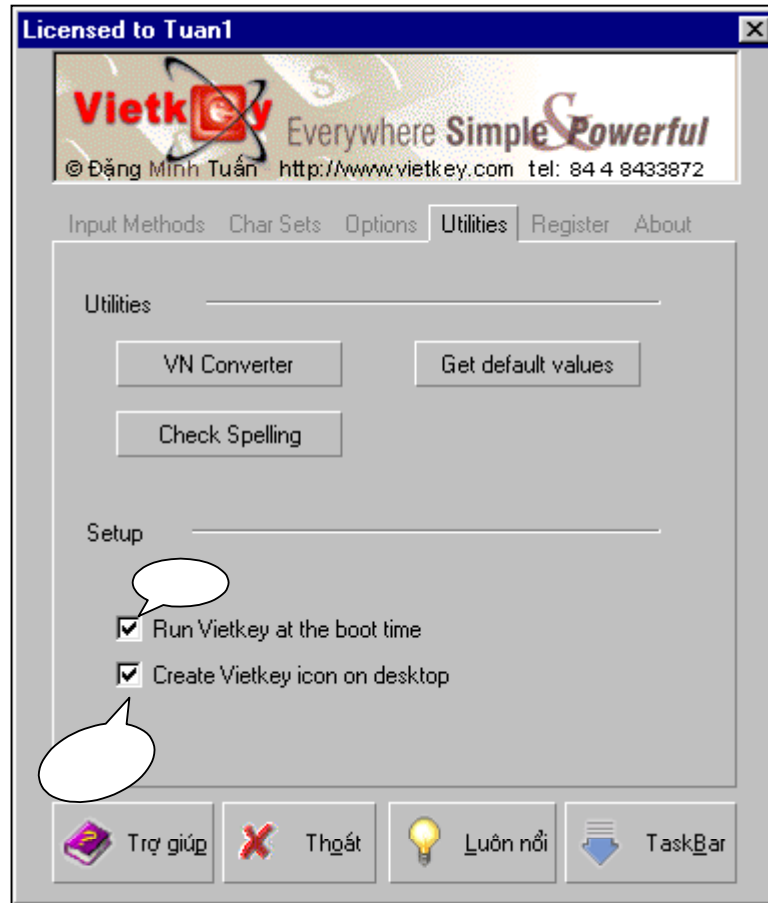 Licensed to Tuan1
Vietkey Everywhere Simple & Powerful
© Đặng Minh Tuấn - http://www.vietkey.com tel: 84 4 8433872
Input Methods Char Sets Options Utilities Register About
Utilities
VN Converter Get default values
Check Spelling
Setup
Run Vietkey at the boot time
Create Vietkey icon on desktop
Trợ giúp Thoát Luôn nổi TaskBar